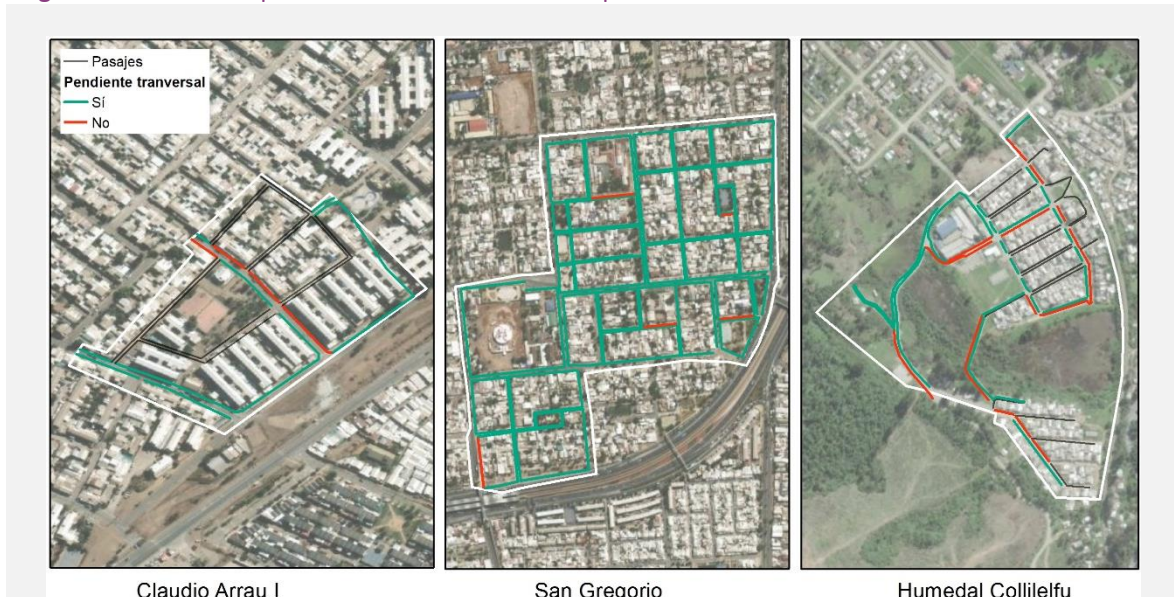 Pasajes
Pendiente tranversal
Sí
No
Claudio Arrau I
San Gregorio
Humedal Collilelfu